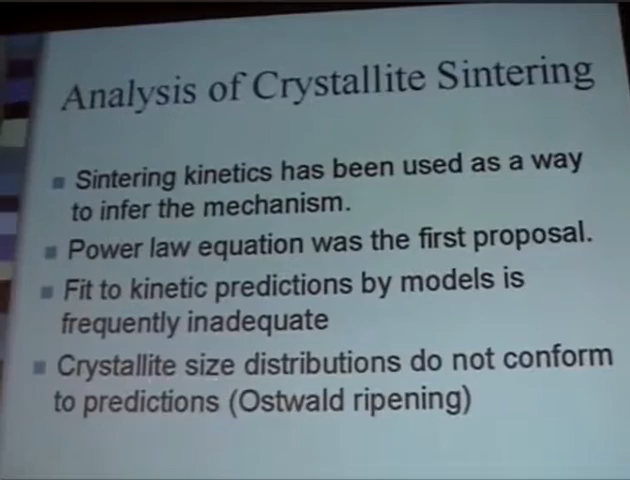 Analysis of Crystallite Sintering
Sintering kinetics has been used as a way
to infer the mechanism.
Power law equation was the first proposal.
Fit to kinetic predictions by models is
frequently inadequate
Crystallite size distributions do not conform
to predictions (Ostwald ripening)